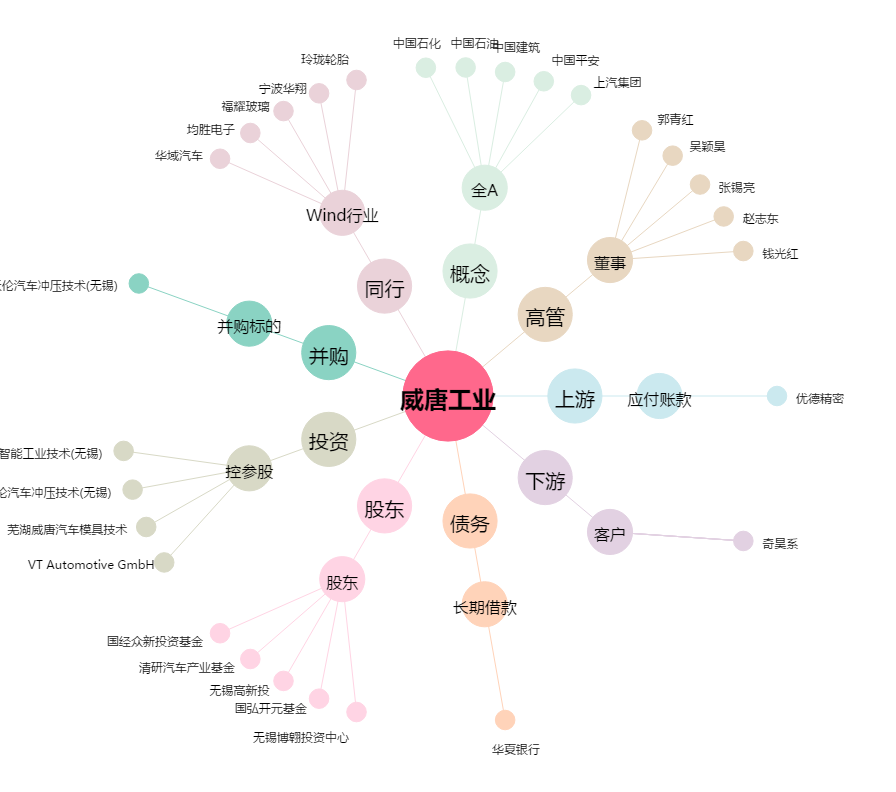 中国石化
中国石油
中国建筑
中国平安
上汽集团
玲珑轮胎
宁波华翔
福耀玻璃
均胜电子
华域汽车
Wind行业
同行
全A
概念
郭青红
吴颖昊
张锡亮
赵志东
钱光红
董事
高管
伦汽车冲压技术(无锡)
并购标的
并购
威唐工业
上游
应付账款
优德精密
投资
控参股
智能工业技术(无锡)
伦汽车冲压技术(无锡)
芜湖威唐汽车模具技术
VT Automotive GmbH
下游
客户
奇昊系
股东
股东
国经众新投资基金
清研汽车产业基金
无锡高新投
国弘开元基金
无锡博翱投资中心
债务
长期借款
华夏银行